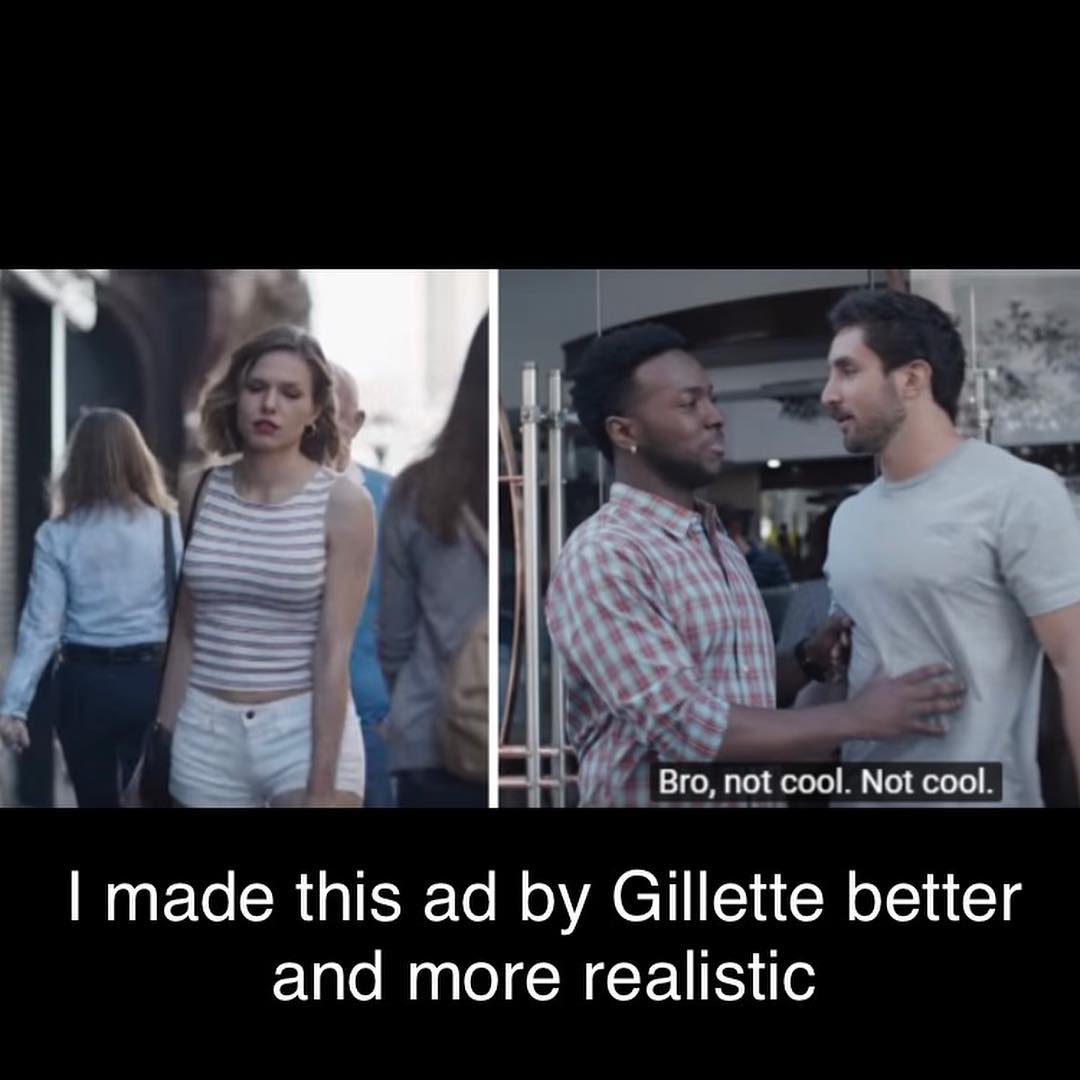 Bro, not cool. Not cool.
I made this ad by Gillette better
and more realistic